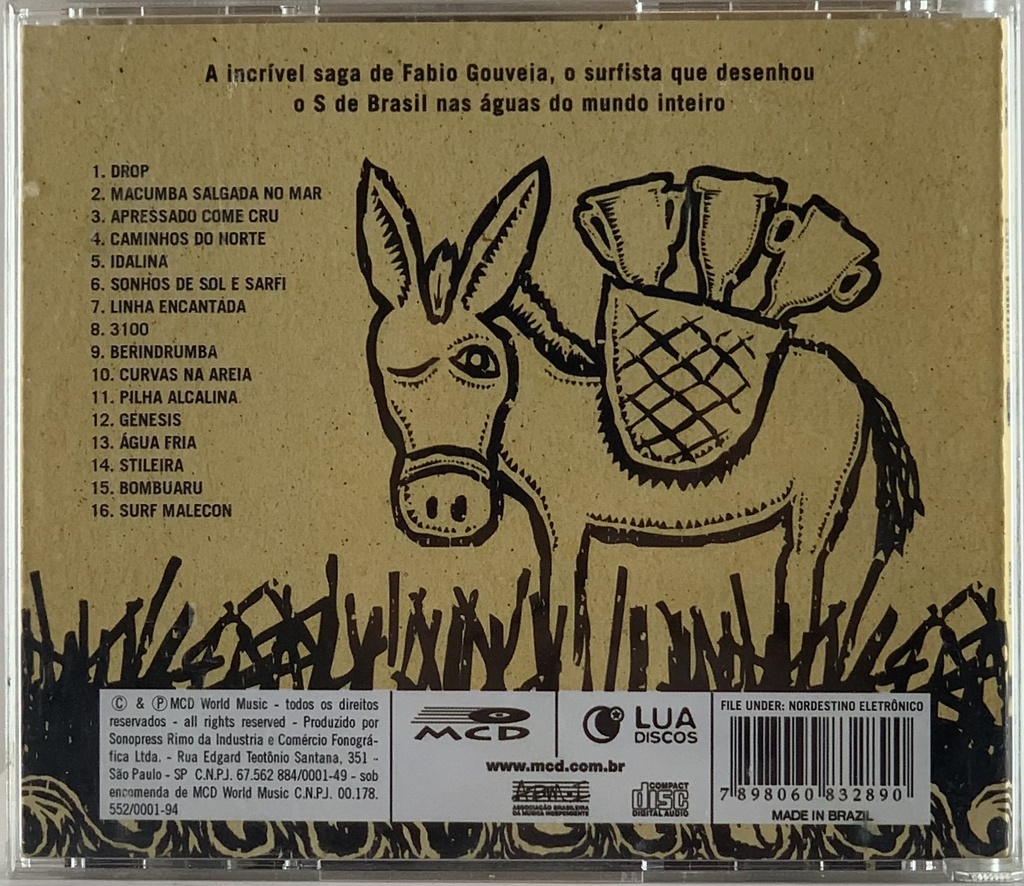 A incrível saga de Fabio Gouveia, o surfista que desenhou
o S de Brasil nas águas do mundo inteiro
1. DROP
2. MACUMBA SALGADA NO MAR
3. APRESSADO COME CRU
4. CAMINHOS DO NORTE
5. IDALINA
6. SONHOS DE SOL E SARFI
7. LINHA ENCANTADA
8. 3100
9. BERINDRUMBA
10. CURVAS NA AREIA
11. PILHA ALCALINA
12. GENESIS
13. ÁGUA FRIA
14. STILEIRA
15. BOMBUARU
16. SURF MALECON
© & ℗ MCD World Music - todos os direitos
reservados - all rights reserved - Produzido por
Sonopress Rimo da Industria e Comércio Fonográ-
fica Ltda. - Rua Edgard Teotônio Santana, 351 -
São Paulo - SP C.N.P.J. 67.562 884/0001-49 - sob
encomenda de MCD World Music C.N.P.J. 00.178.
552/0001-94
MCD
LUA
DISCOS
www.mcd.com.br
ASSOCIAÇÃO BRASILEIRA
DA MÚSICA INDEPENDENTE
COMPACT
disc
DIGITAL AUDIO
FILE UNDER: NORDESTINO ELETRÔNICO
7 898060 832890
MADE IN BRAZIL